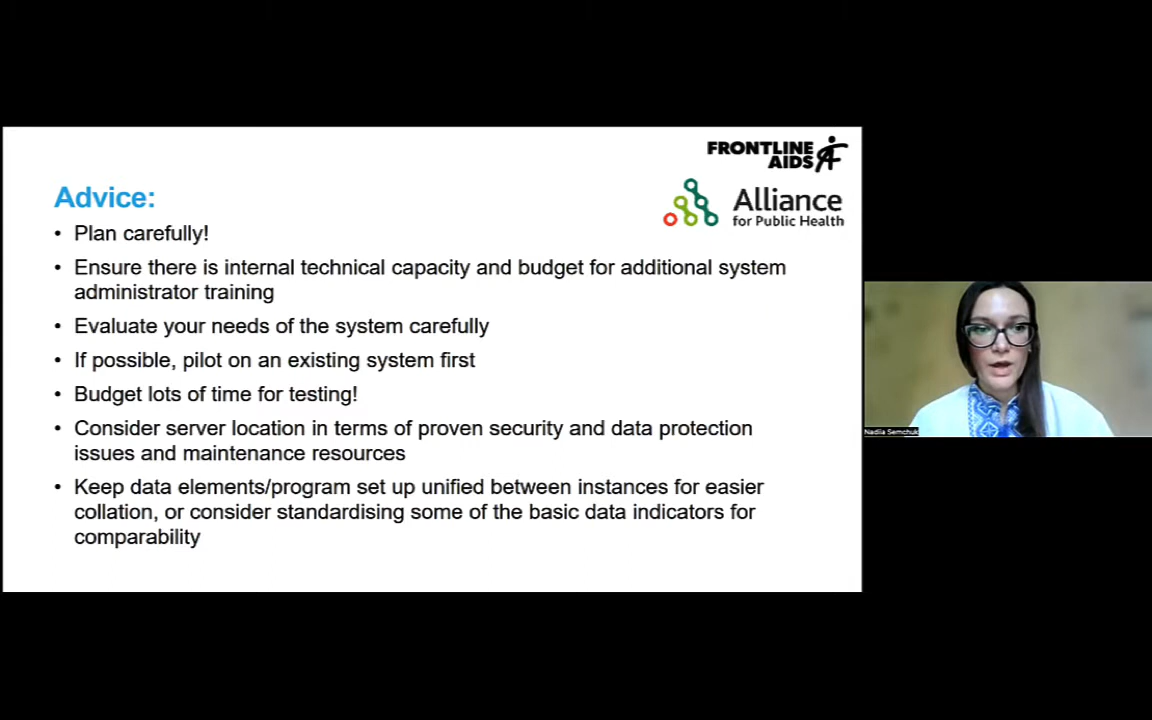 FRONTLINE
AIDS
Alliance
for Public Health
Advice:
• Plan carefully!
• Ensure there is internal technical capacity and budget for additional system
administrator training
• Evaluate your needs of the system carefully
• If possible, pilot on an existing system first
• Budget lots of time for testing!
• Consider server location in terms of proven security and data protection
issues and maintenance resources
• Keep data elements/program set up unified between instances for easier
collation, or consider standardising some of the basic data indicators for
comparability
Nadiia Semchuk